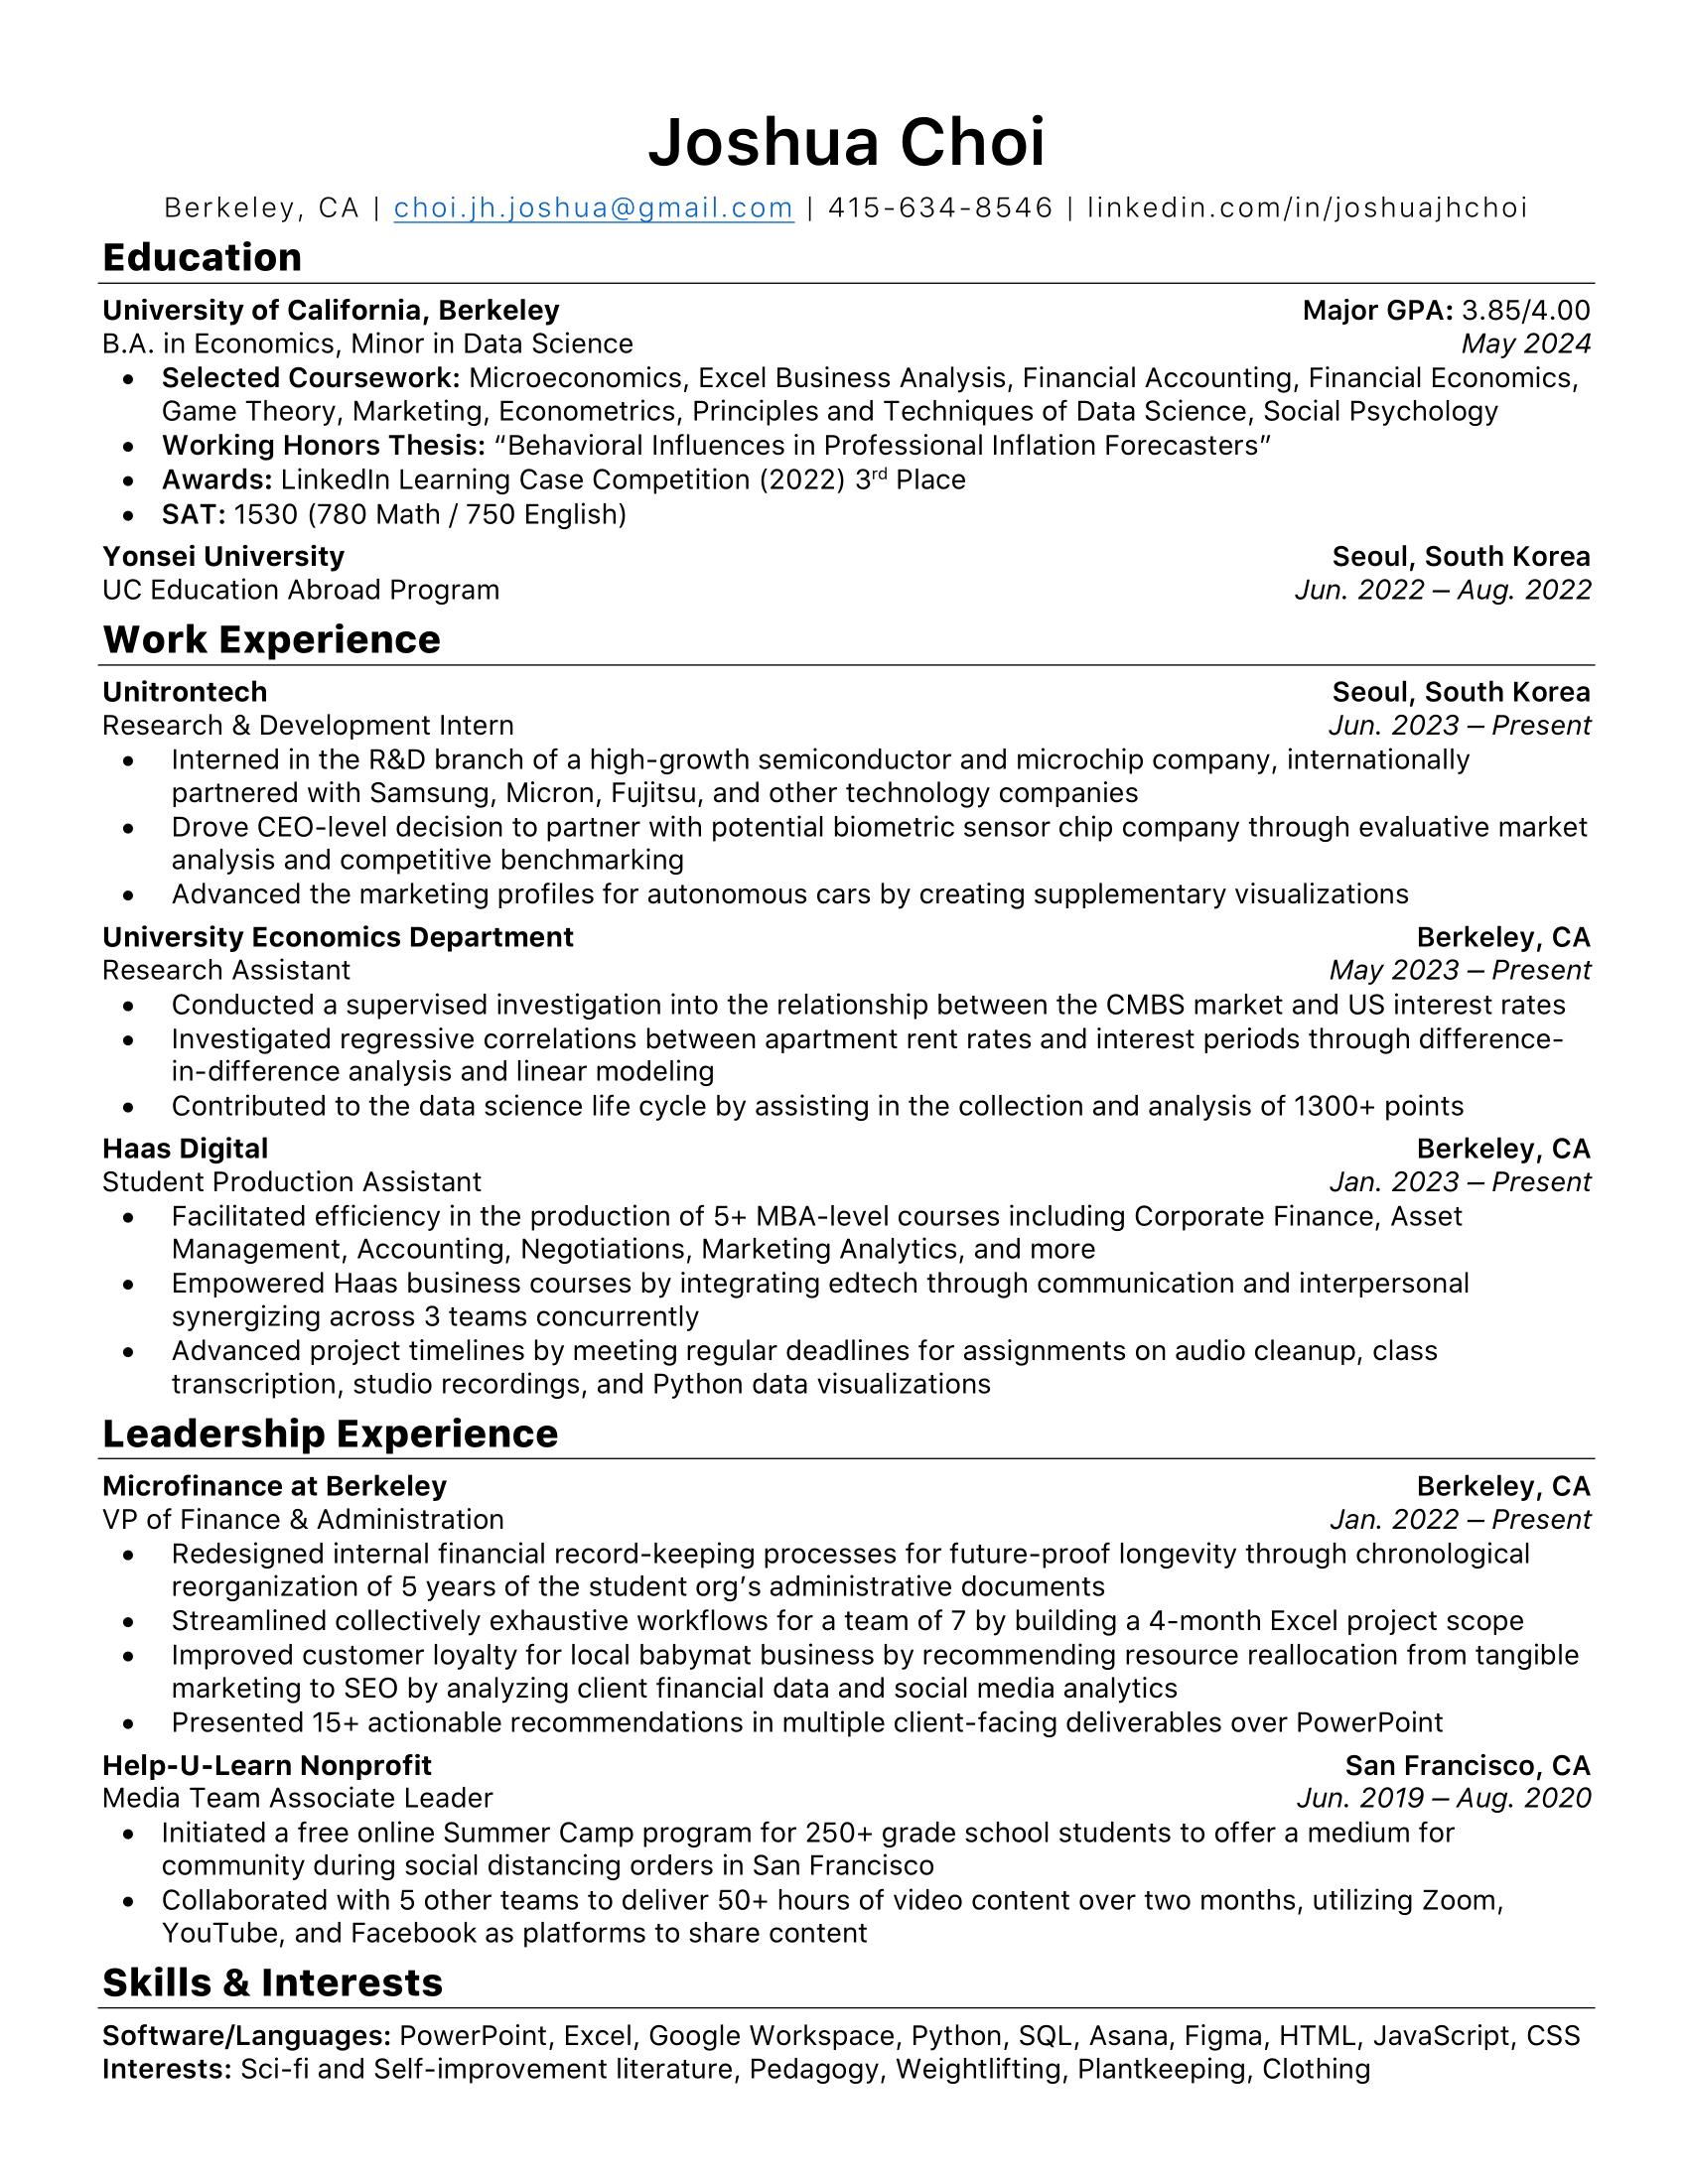 Joshua Choi
Berkeley, CA | choi.jh.joshua@gmail.com | 415-634-8546 | linkedin.com/in/joshuajhchoi
Education
University of California, Berkeley Major GPA: 3.85/4.00
B.A. in Economics, Minor in Data Science May 2024
• Selected Coursework: Microeconomics, Excel Business Analysis, Financial Accounting, Financial Economics,
Game Theory, Marketing, Econometrics, Principles and Techniques of Data Science, Social Psychology
• Working Honors Thesis: “Behavioral Influences in Professional Inflation Forecasters”
• Awards: LinkedIn Learning Case Competition (2022) 3rd Place
• SAT: 1530 (780 Math / 750 English)
Yonsei University Seoul, South Korea
UC Education Abroad Program Jun. 2022 – Aug. 2022
Work Experience
Unitrontech Seoul, South Korea
Research & Development Intern Jun. 2023 – Present
• Interned in the R&D branch of a high-growth semiconductor and microchip company, internationally
partnered with Samsung, Micron, Fujitsu, and other technology companies
• Drove CEO-level decision to partner with potential biometric sensor chip company through evaluative market
analysis and competitive benchmarking
• Advanced the marketing profiles for autonomous cars by creating supplementary visualizations
University Economics Department Berkeley, CA
Research Assistant May 2023 – Present
• Conducted a supervised investigation into the relationship between the CMBS market and US interest rates
• Investigated regressive correlations between apartment rent rates and interest periods through difference-
in-difference analysis and linear modeling
• Contributed to the data science life cycle by assisting in the collection and analysis of 1300+ points
Haas Digital Berkeley, CA
Student Production Assistant Jan. 2023 – Present
• Facilitated efficiency in the production of 5+ MBA-level courses including Corporate Finance, Asset
Management, Accounting, Negotiations, Marketing Analytics, and more
• Empowered Haas business courses by integrating edtech through communication and interpersonal
synergizing across 3 teams concurrently
• Advanced project timelines by meeting regular deadlines for assignments on audio cleanup, class
transcription, studio recordings, and Python data visualizations
Leadership Experience
Microfinance at Berkeley Berkeley, CA
VP of Finance & Administration Jan. 2022 – Present
• Redesigned internal financial record-keeping processes for future-proof longevity through chronological
reorganization of 5 years of the student org’s administrative documents
• Streamlined collectively exhaustive workflows for a team of 7 by building a 4-month Excel project scope
• Improved customer loyalty for local babymat business by recommending resource reallocation from tangible
marketing to SEO by analyzing client financial data and social media analytics
• Presented 15+ actionable recommendations in multiple client-facing deliverables over PowerPoint
Help-U-Learn Nonprofit San Francisco, CA
Media Team Associate Leader Jun. 2019 – Aug. 2020
• Initiated a free online Summer Camp program for 250+ grade school students to offer a medium for
community during social distancing orders in San Francisco
• Collaborated with 5 other teams to deliver 50+ hours of video content over two months, utilizing Zoom,
YouTube, and Facebook as platforms to share content
Skills & Interests
Software/Languages: PowerPoint, Excel, Google Workspace, Python, SQL, Asana, Figma, HTML, JavaScript, CSS
Interests: Sci-fi and Self-improvement literature, Pedagogy, Weightlifting, Plantkeeping, Clothing